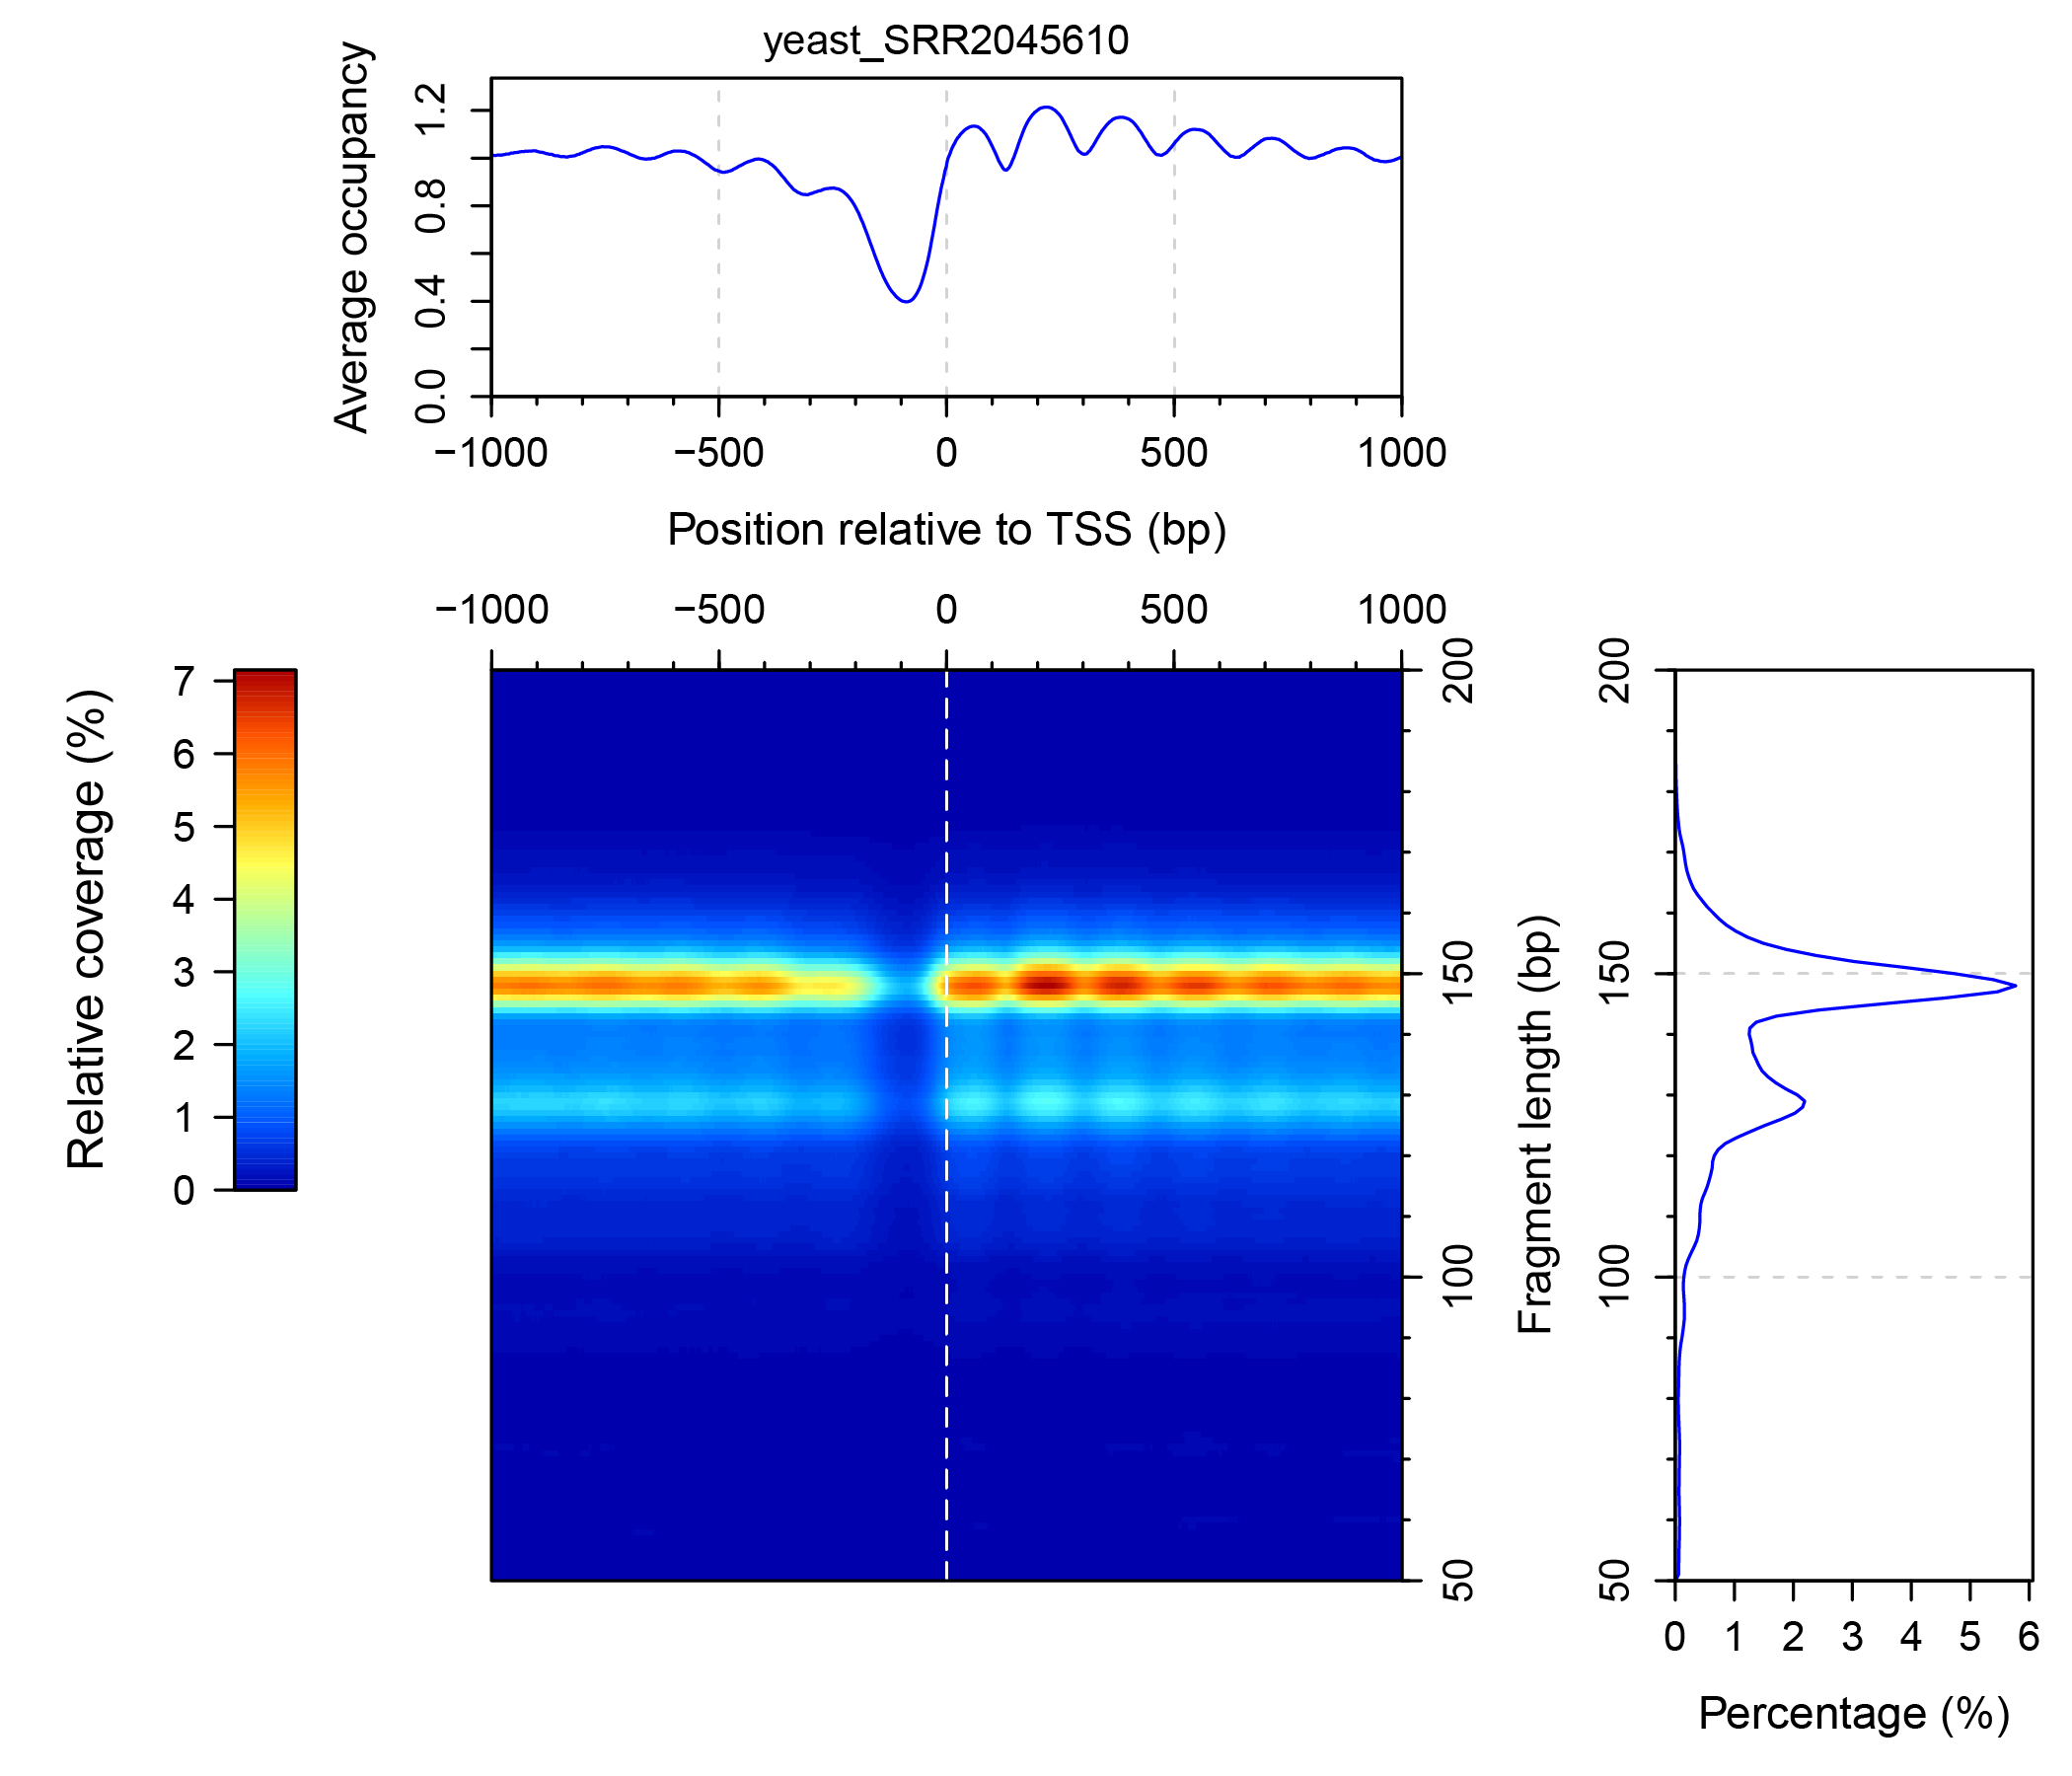 yeast_SRR2045610
Average occupancy
1.2
0.8
0.4
0.0
−1000 −500 0 500 1000
Position relative to TSS (bp)
−1000 −500 0 500 1000
Relative coverage (%)
7
6
5
4
3
2
1
0
200
150
100
50
Fragment length (bp)
200
150
100
50
0 1 2 3 4 5 6
Percentage (%)